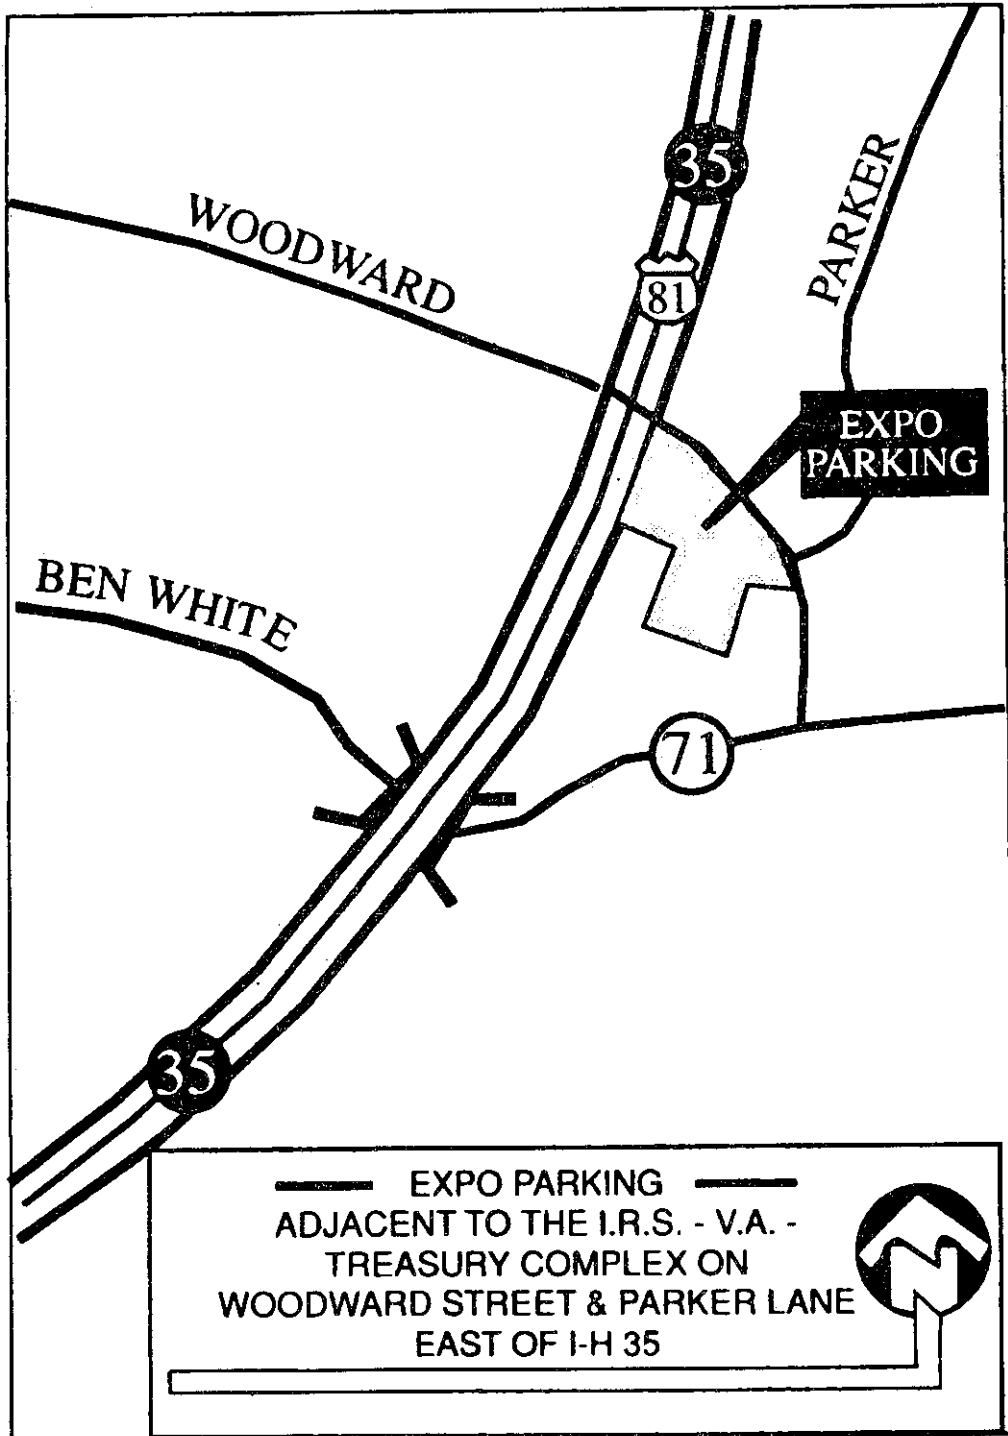 35
WOODWARD
PARKER
81
EXPO
PARKING
BEN WHITE
71
35
EXPO PARKING
ADJACENT TO THE I.R.S. - V.A. -
TREASURY COMPLEX ON
WOODWARD STREET & PARKER LANE
EAST OF I-H 35
N